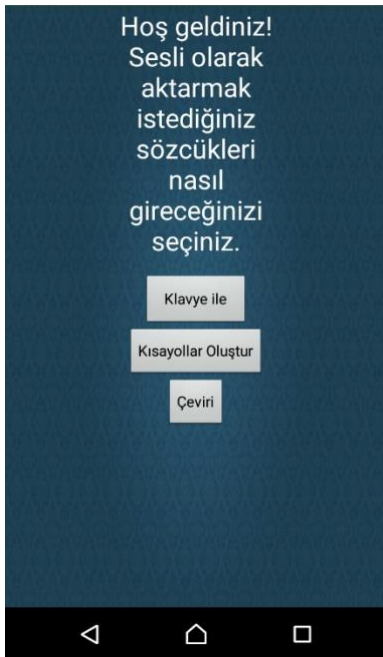 Hoş geldiniz!
Sesli olarak
aktarmak
istediğiniz
sözcükleri
nasıl
gireceğinizi
seçiniz.
Klavye ile
Kısayollar Oluştur
Çeviri